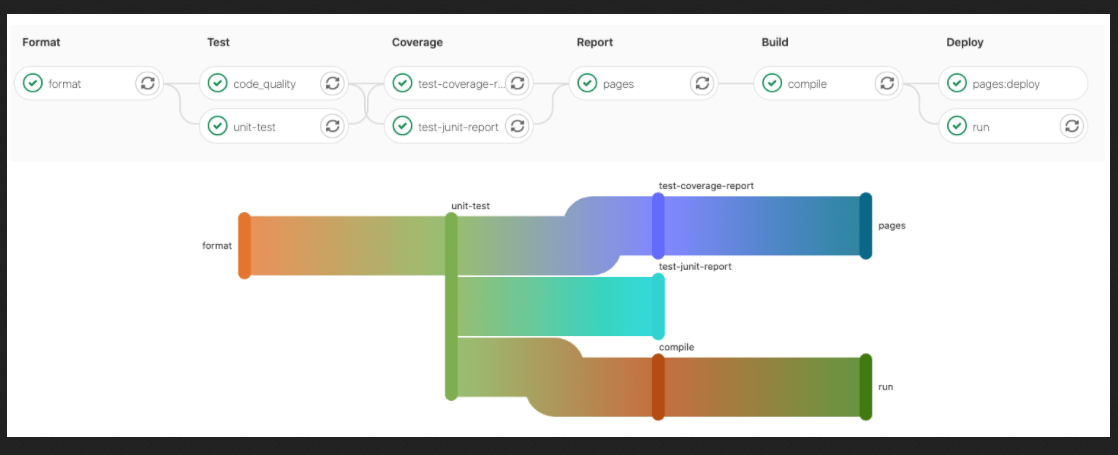 Format Test Coverage Report Build Deploy
format code_quality test-coverage-r... pages compile pages:deploy
unit-test test-junit-report run
test-coverage-report
unit-test
pages
format
test-junit-report
compile
run